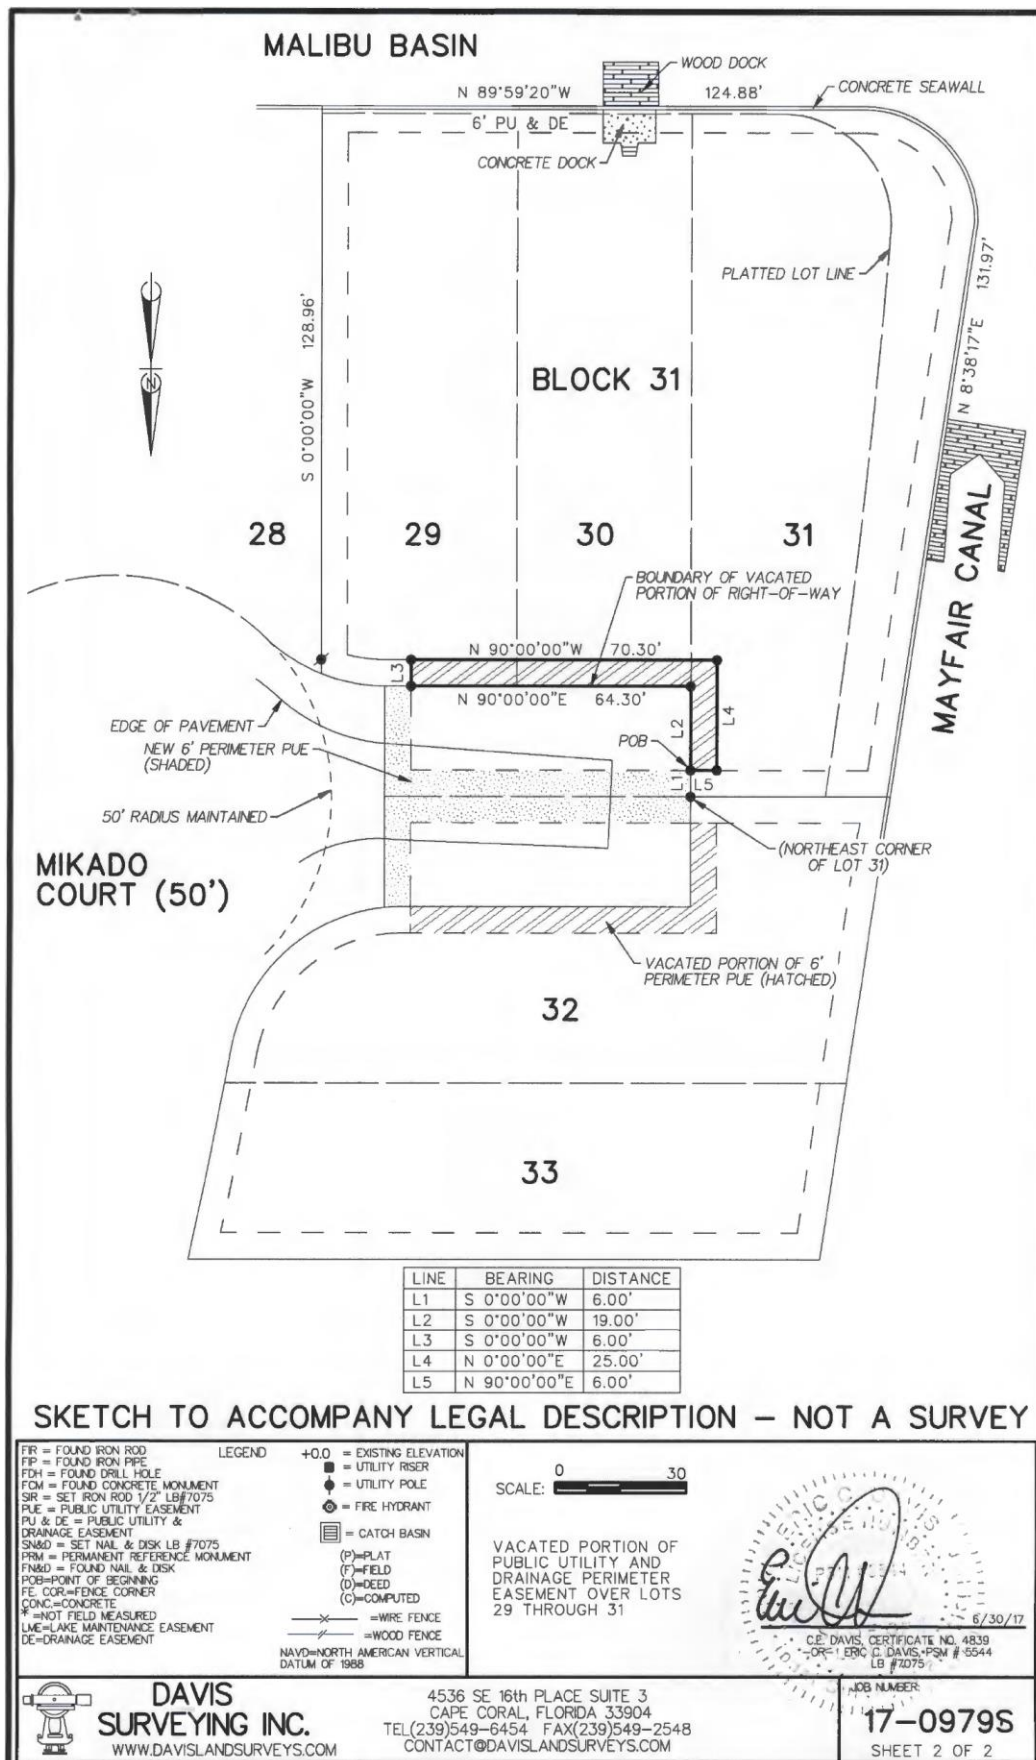 MALIBU BASIN
WOOD DOCK
N 89°59'20"W 124.88'
CONCRETE SEAWALL
6' PU & DE
CONCRETE DOCK
PLATTED LOT LINE
N 8°38'17"E 131.97'
S 0°00'00"W 128.96'
N
BLOCK 31
MAYFAIR CANAL
28
29
30
31
BOUNDARY OF VACATED
PORTION OF RIGHT-OF-WAY
N 90°00'00"W 70.30'
L3
N 90°00'00"E 64.30'
L2
L4
EDGE OF PAVEMENT
POB
NEW 6' PERIMETER PUE
(SHADED)
L1
L5
50' RADIUS MAINTAINED
(NORTHEAST CORNER
OF LOT 31)
MIKADO
COURT (50')
VACATED PORTION OF 6'
PERIMETER PUE (HATCHED)
32
33
LINE BEARING DISTANCE
L1 S 0°00'00"W 6.00'
L2 S 0°00'00"W 19.00'
L3 S 0°00'00"W 6.00'
L4 N 0°00'00"E 25.00'
L5 N 90°00'00"E 6.00'
SKETCH TO ACCOMPANY LEGAL DESCRIPTION – NOT A SURVEY
LEGEND
FIR = FOUND IRON ROD
FIP = FOUND IRON PIPE
FDH = FOUND DRILL HOLE
FCM = FOUND CONCRETE MONUMENT
SIR = SET IRON ROD 1/2" LB#7075
PUE = PUBLIC UTILITY EASEMENT
PU & DE = PUBLIC UTILITY &
DRAINAGE EASEMENT
SN&D = SET NAIL & DISK LB #7075
PRM = PERMANENT REFERENCE MONUMENT
FN&D = FOUND NAIL & DISK
POB=POINT OF BEGINNING
FE. COR.=FENCE CORNER
CONC.=CONCRETE
* =NOT FIELD MEASURED
LME=LAKE MAINTENANCE EASEMENT
DE=DRAINAGE EASEMENT
+0.0 = EXISTING ELEVATION
= UTILITY RISER
= UTILITY POLE
= FIRE HYDRANT
= CATCH BASIN
(P)=PLAT
(F)=FIELD
(D)=DEED
(C)=COMPUTED
=WIRE FENCE
=WOOD FENCE
NAVD=NORTH AMERICAN VERTICAL
DATUM OF 1988
SCALE: 0 30
VACATED PORTION OF
PUBLIC UTILITY AND
DRAINAGE PERIMETER
EASEMENT OVER LOTS
29 THROUGH 31
6/30/17
C.E. DAVIS, CERTIFICATE NO. 4839
-OR- ERIC C. DAVIS, PSM # 5544
LB #7075
DAVIS
SURVEYING INC.
WWW.DAVISLANDSURVEYS.COM
4536 SE 16th PLACE SUITE 3
CAPE CORAL, FLORIDA 33904
TEL(239)549-6454 FAX(239)549-2548
CONTACT@DAVISLANDSURVEYS.COM
JOB NUMBER:
17-0979S
SHEET 2 OF 2